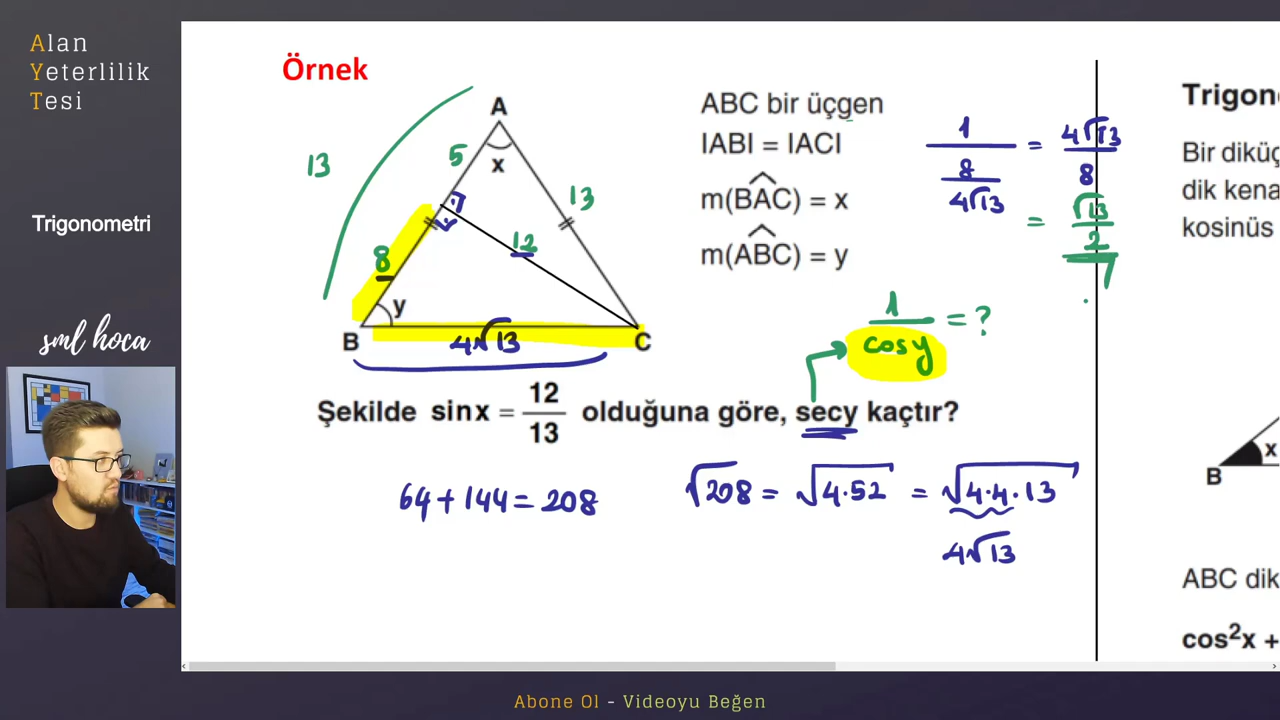 Alan
Yeterlilik
Tesi
Trigonometri
sml hoca
Örnek
A
x
5
13
13
8
12
y
B
C
4√13
ABC bir üçgen
IABI = IACI
m(BAC) = x
m(ABC) = y
1
8
4√13
= 4√13
8
= √13
2
1
cosy
= ?
Şekilde sinx = 12/13 olduğuna göre, secy kaçtır?
64+144=208
√208 = √4·52 = √4·4·13
4√13
Trigon
Bir diküç
dik kena
kosinüs
x
B
ABC dik
cos²x +
Abone Ol - Videoyu Beğen